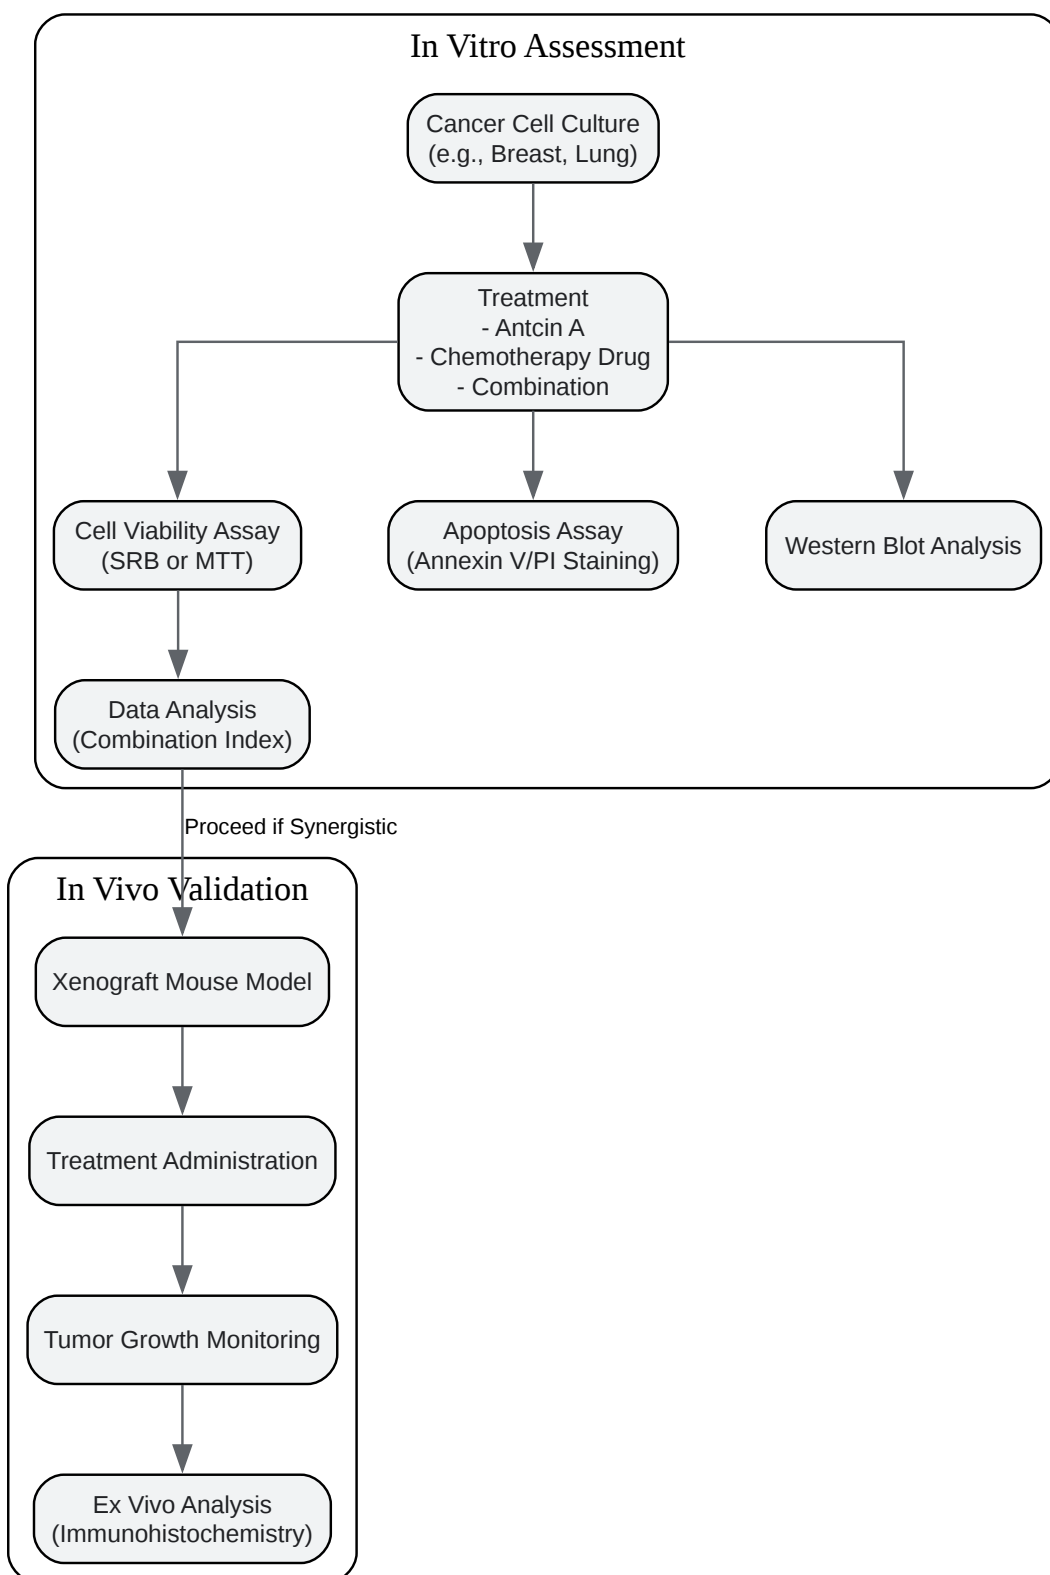 In Vitro Assessment
Cancer Cell Culture
(e.g., Breast, Lung)
Treatment
- Antcin A
- Chemotherapy Drug
- Combination
Cell Viability Assay
(SRB or MTT)
Apoptosis Assay
(Annexin V/PI Staining)
Western Blot Analysis
Data Analysis
(Combination Index)
Proceed if Synergistic
In Vivo Validation
Xenograft Mouse Model
Treatment Administration
Tumor Growth Monitoring
Ex Vivo Analysis
(Immunohistochemistry)